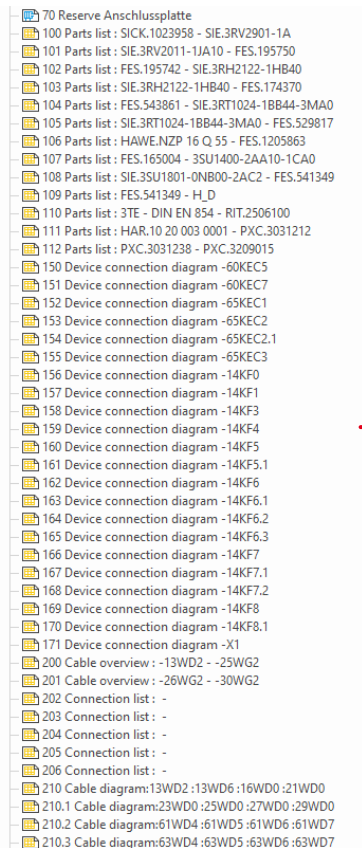 70 Reserve Anschlussplatte
100 Parts list : SICK.1023958 - SIE.3RV2901-1A
101 Parts list : SIE.3RV2011-1JA10 - FES.195750
102 Parts list : FES.195742 - SIE.3RH2122-1HB40
103 Parts list : SIE.3RH2122-1HB40 - FES.174370
104 Parts list : FES.543861 - SIE.3RT1024-1BB44-3MA0
105 Parts list : SIE.3RT1024-1BB44-3MA0 - FES.529817
106 Parts list : HAWE.NZP 16 Q 55 - FES.1205863
107 Parts list : FES.165004 - 3SU1400-2AA10-1CA0
108 Parts list : SIE.3SU1801-0NB00-2AC2 - FES.541349
109 Parts list : FES.541349 - H_D
110 Parts list : 3TE - DIN EN 854 - RIT.2506100
111 Parts list : HAR.10 20 003 0001 - PXC.3031212
112 Parts list : PXC.3031238 - PXC.3209015
150 Device connection diagram -60KEC5
151 Device connection diagram -60KEC7
152 Device connection diagram -65KEC1
153 Device connection diagram -65KEC2
154 Device connection diagram -65KEC2.1
155 Device connection diagram -65KEC3
156 Device connection diagram -14KF0
157 Device connection diagram -14KF1
158 Device connection diagram -14KF3
159 Device connection diagram -14KF4
160 Device connection diagram -14KF5
161 Device connection diagram -14KF5.1
162 Device connection diagram -14KF6
163 Device connection diagram -14KF6.1
164 Device connection diagram -14KF6.2
165 Device connection diagram -14KF6.3
166 Device connection diagram -14KF7
167 Device connection diagram -14KF7.1
168 Device connection diagram -14KF7.2
169 Device connection diagram -14KF8
170 Device connection diagram -14KF8.1
171 Device connection diagram -X1
200 Cable overview : -13WD2 - -25WG2
201 Cable overview : -26WG2 - -30WG2
202 Connection list : -
203 Connection list : -
204 Connection list : -
205 Connection list : -
206 Connection list : -
210 Cable diagram:13WD2 :13WD6 :16WD0 :21WD0
210.1 Cable diagram:23WD0 :25WD0 :27WD0 :29WD0
210.2 Cable diagram:61WD4 :61WD5 :61WD6 :61WD7
210.3 Cable diagram:63WD4 :63WD5 :63WD6 :63WD7